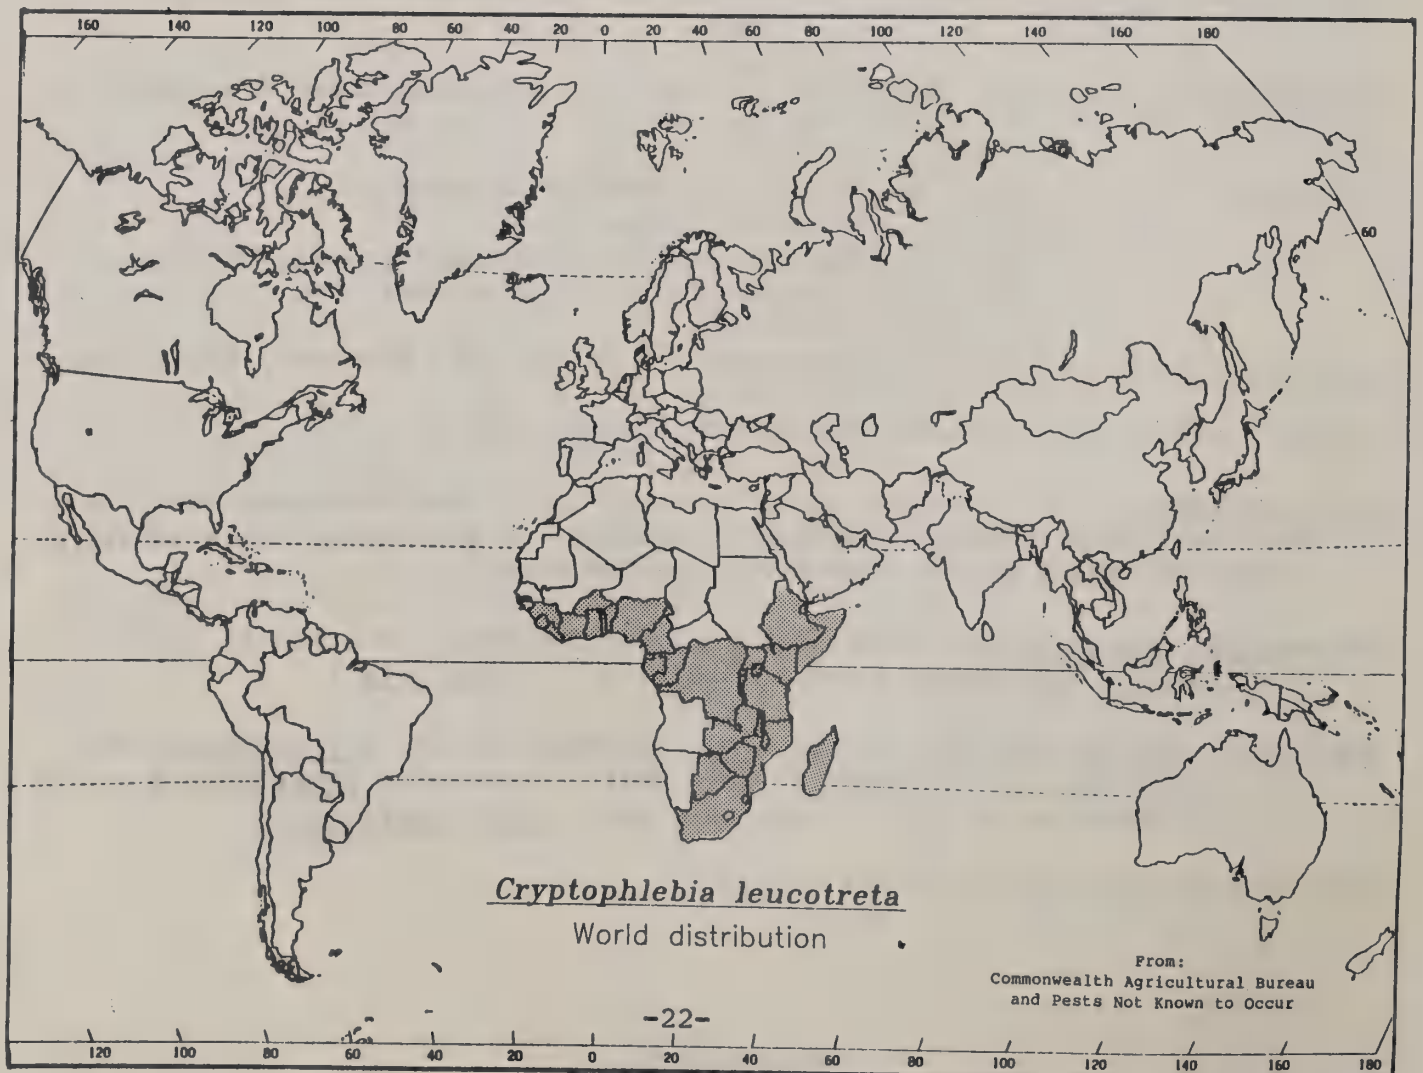 160 140 120 100 80 60 40 20 0 20 40 60 80 100 120 140 160 180
60
Cryptophlebia leucotreta
World distribution
From:
Commonwealth Agricultural Bureau
and Pests Not Known to Occur
-22-
120 100 80 60 40 20 0 20 40 60 80 100 120 140 160 180